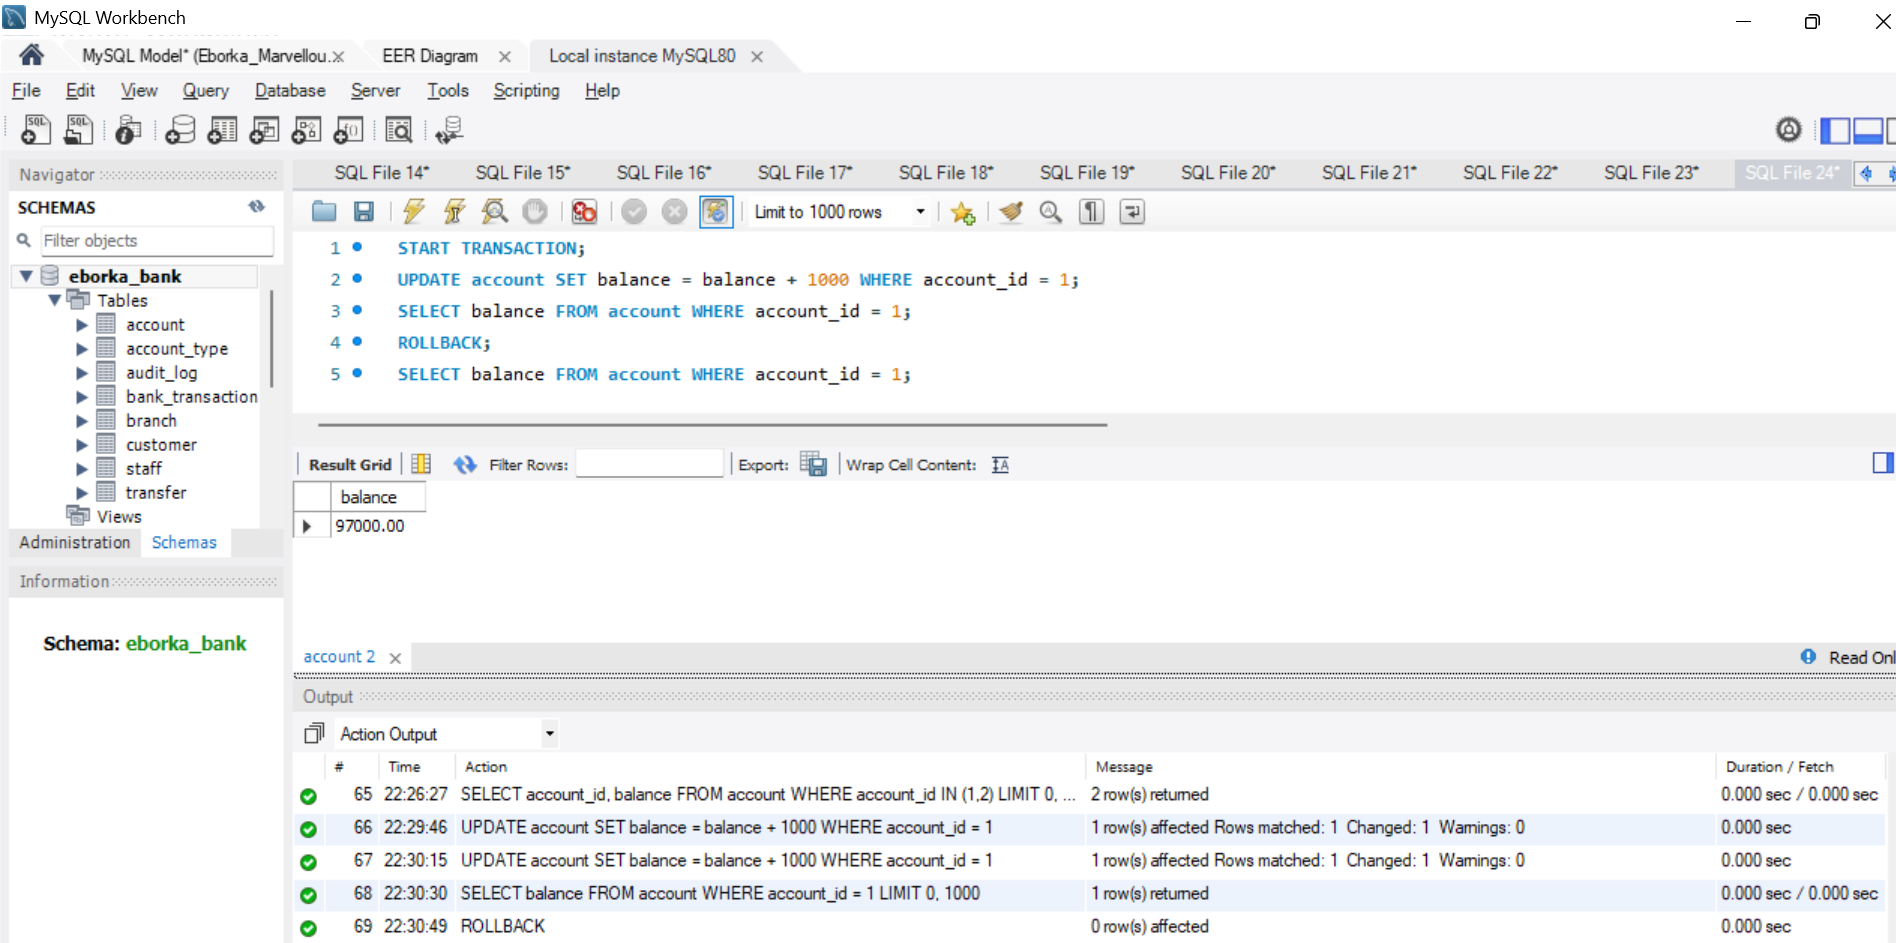 MySQL Workbench
MySQL Model* (Eborka_Marvellou.x
EER Diagram
Local instance MySQL80
File Edit View Query Database Server Tools Scripting Help
Navigator
SQL File 14* SQL File 15* SQL File 16* SQL File 17* SQL File 18* SQL File 19* SQL File 20* SQL File 21* SQL File 22* SQL File 23* SQL File 24*
SCHEMAS
Limit to 1000 rows
Filter objects
eborka_bank
Tables
account
account_type
audit_log
bank_transaction
branch
customer
staff
transfer
Views
Administration Schemas
Information
Schema: eborka_bank
1 START TRANSACTION;
2 UPDATE account SET balance = balance + 1000 WHERE account_id = 1;
3 SELECT balance FROM account WHERE account_id = 1;
4 ROLLBACK;
5 SELECT balance FROM account WHERE account_id = 1;
Result Grid Filter Rows: Export: Wrap Cell Content:
balance
97000.00
account 2
Read Onl
Output
Action Output
# Time Action Message Duration / Fetch
65 22:26:27 SELECT account_id, balance FROM account WHERE account_id IN (1,2) LIMIT 0, ... 2 row(s) returned 0.000 sec / 0.000 sec
66 22:29:46 UPDATE account SET balance = balance + 1000 WHERE account_id = 1 1 row(s) affected Rows matched: 1 Changed: 1 Warnings: 0 0.000 sec
67 22:30:15 UPDATE account SET balance = balance + 1000 WHERE account_id = 1 1 row(s) affected Rows matched: 1 Changed: 1 Warnings: 0 0.000 sec
68 22:30:30 SELECT balance FROM account WHERE account_id = 1 LIMIT 0, 1000 1 row(s) returned 0.000 sec / 0.000 sec
69 22:30:49 ROLLBACK 0 row(s) affected 0.000 sec